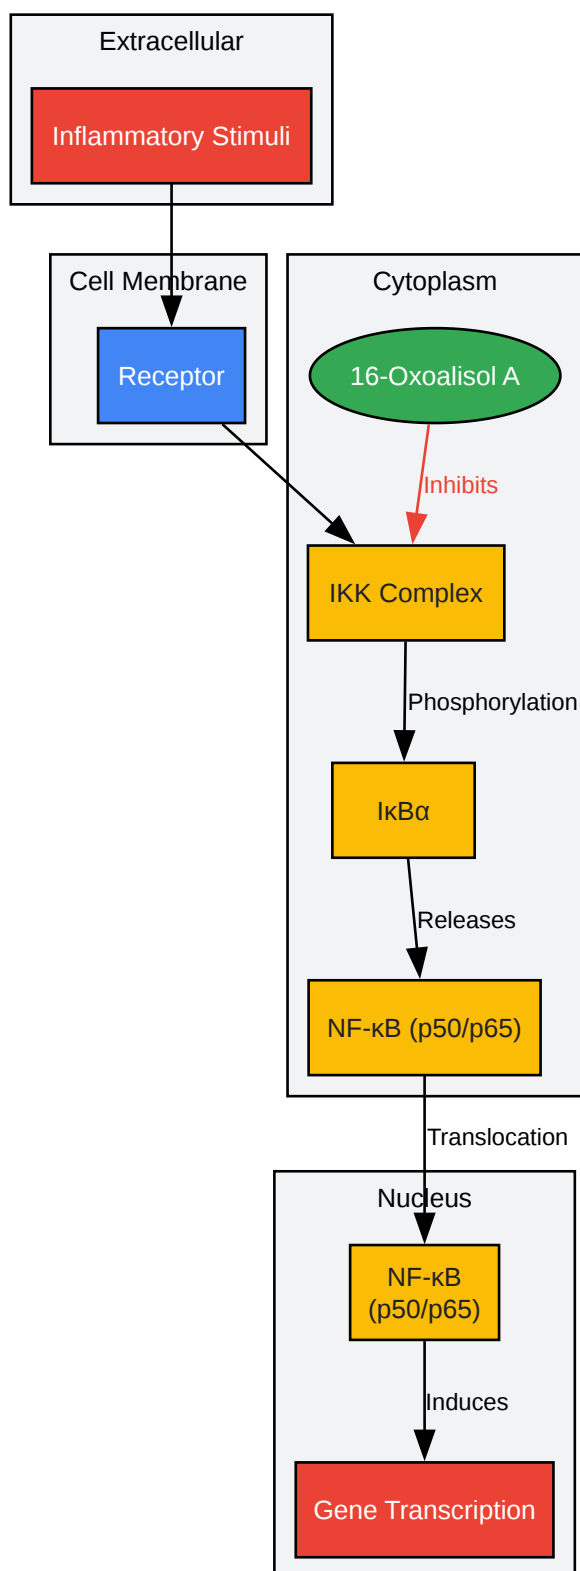 Extracellular
Inflammatory Stimuli
Cell Membrane
Receptor
Cytoplasm
16-Oxoalisol A
Inhibits
IKK Complex
Phosphorylation
IκBα
Releases
NF-κB (p50/p65)
Translocation
Nucleus
NF-κB
(p50/p65)
Induces
Gene Transcription